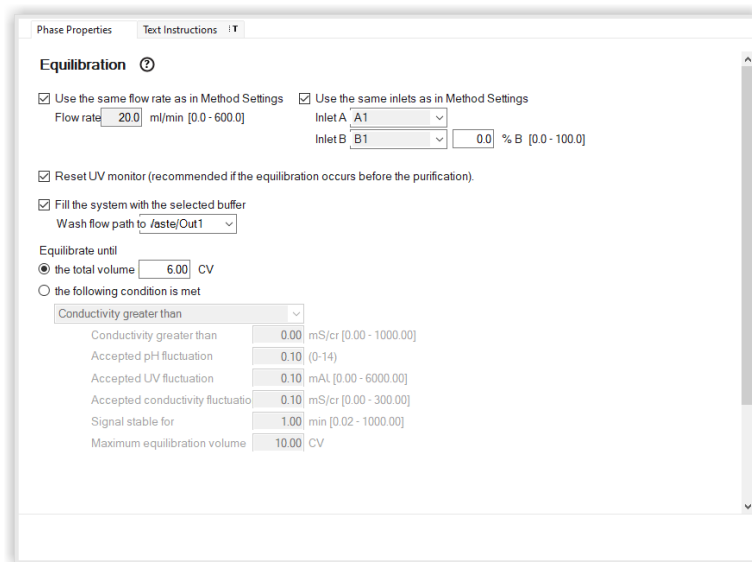 Phase Properties Text Instructions T
Equilibration ?
Use the same flow rate as in Method Settings Use the same inlets as in Method Settings
Flow rate 20.0 ml/min [0.0 - 600.0] Inlet A A1
Inlet B B1 0.0 % B [0.0 - 100.0]
Reset UV monitor (recommended if the equilibration occurs before the purification).
Fill the system with the selected buffer
Wash flow path to /aste/Out1
Equilibrate until
the total volume 6.00 CV
the following condition is met
Conductivity greater than
Conductivity greater than 0.00 mS/cr [0.00 - 1000.00]
Accepted pH fluctuation 0.10 (0-14)
Accepted UV fluctuation 0.10 mAU [0.00 - 6000.00]
Accepted conductivity fluctuatio 0.10 mS/cr [0.00 - 300.00]
Signal stable for 1.00 min [0.02 - 1000.00]
Maximum equilibration volume 10.00 CV